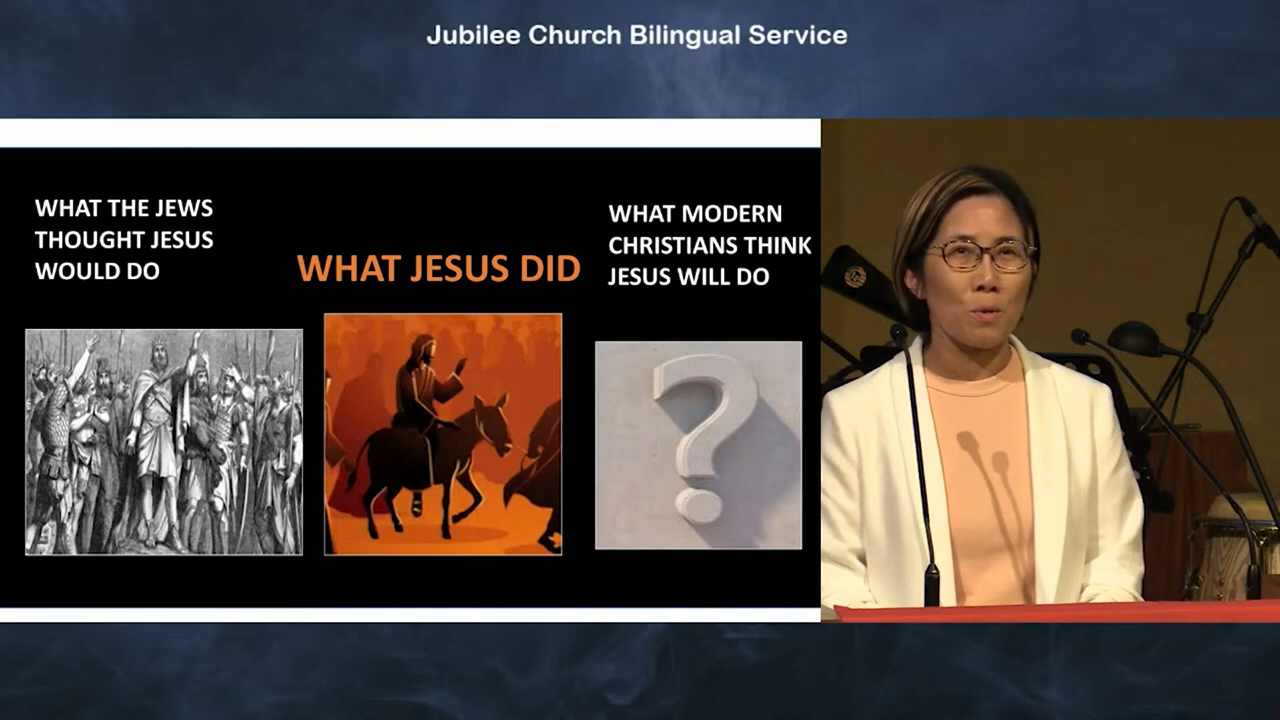 Jubilee Church Bilingual Service
WHAT THE JEWS
THOUGHT JESUS
WOULD DO
WHAT JESUS DID
WHAT MODERN
CHRISTIANS THINK
JESUS WILL DO